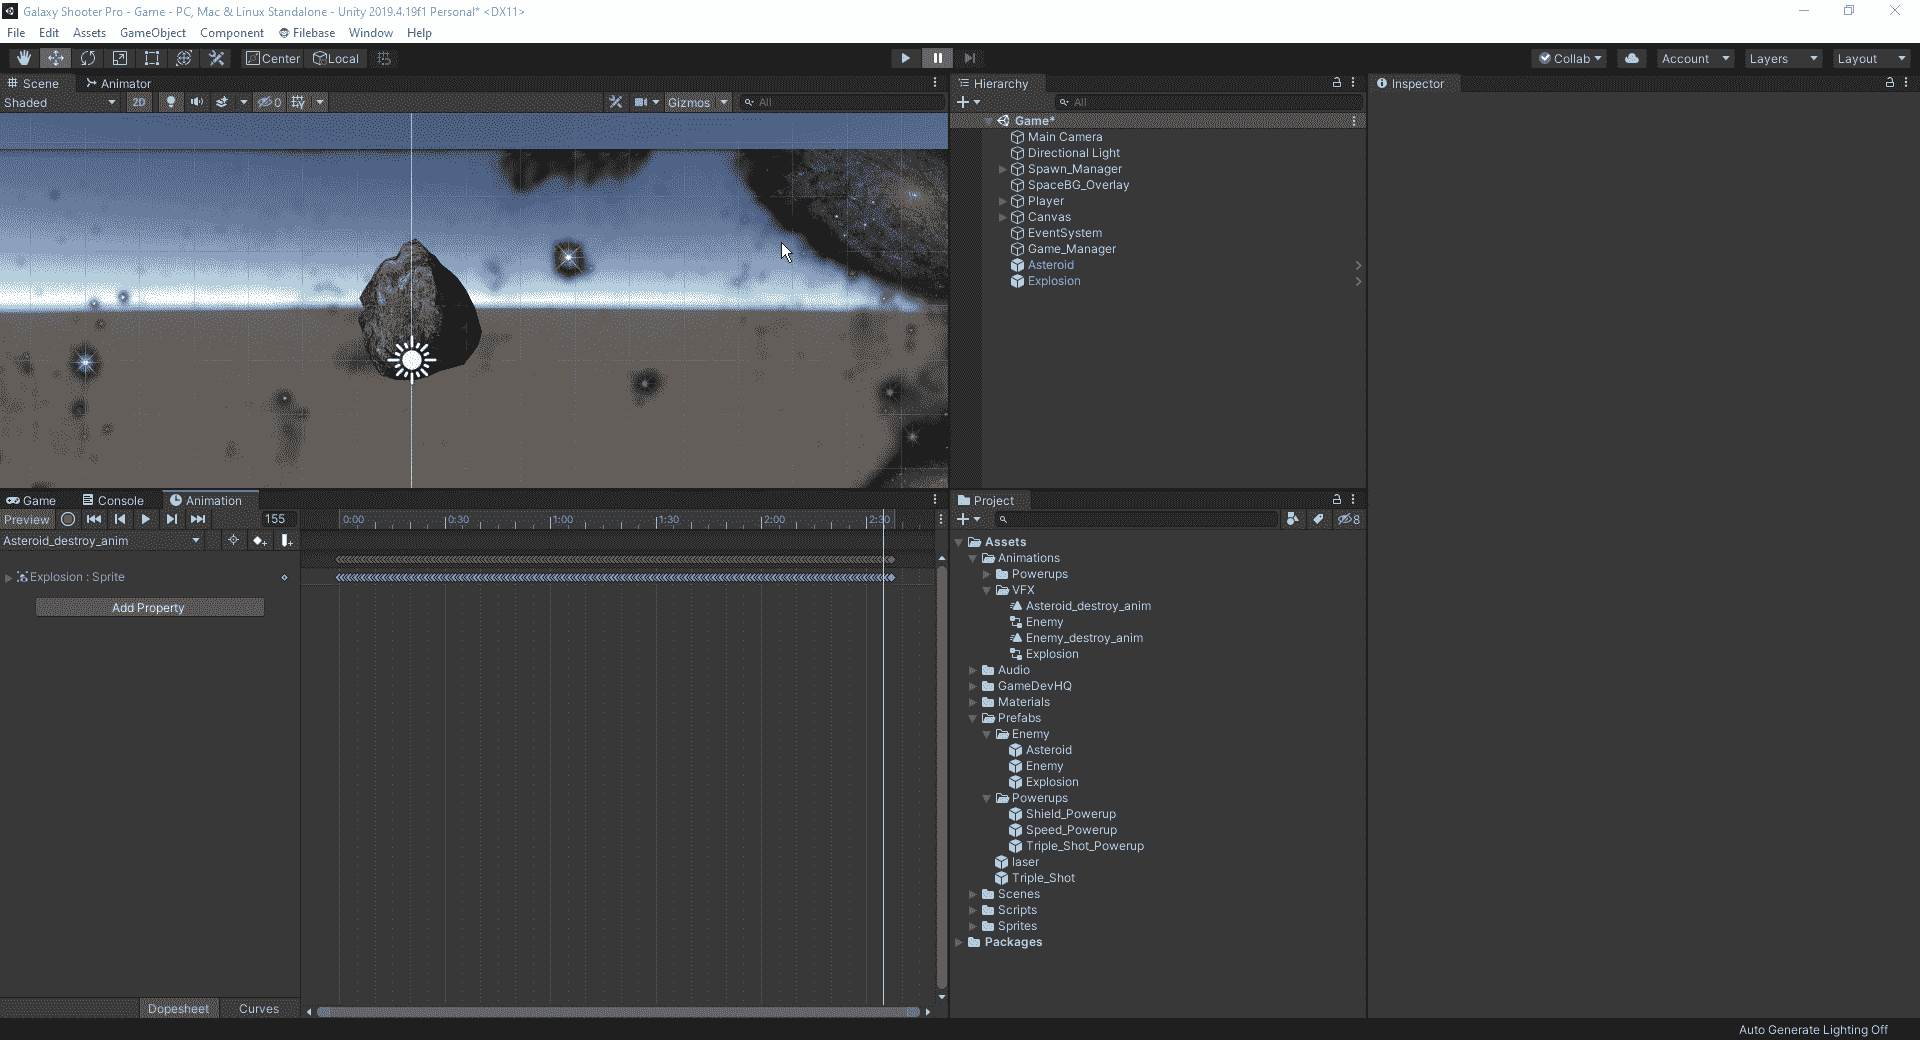 Galaxy Shooter Pro - Game - PC, Mac & Linux Standalone - Unity 2019.4.19f1 Personal* <DX11>
File Edit Assets GameObject Component Filebase Window Help
Center Local Collab Account Layers Layout
Scene Animator
Shaded 2D 0 Gizmos All
Hierarchy
All
Game*
Main Camera
Directional Light
Spawn_Manager
SpaceBG_Overlay
Player
Canvas
EventSystem
Game_Manager
Asteroid
Explosion
Inspector
Game Console Animation
Preview 155 0:00 0:30 1:00 1:30 2:00 2:30
Asteroid_destroy_anim
Explosion : Sprite
Add Property
Dopesheet Curves
Project
8
Assets
Animations
Powerups
VFX
Asteroid_destroy_anim
Enemy
Enemy_destroy_anim
Explosion
Audio
GameDevHQ
Materials
Prefabs
Enemy
Asteroid
Enemy
Explosion
Powerups
Shield_Powerup
Speed_Powerup
Triple_Shot_Powerup
laser
Triple_Shot
Scenes
Scripts
Sprites
Packages
Auto Generate Lighting Off